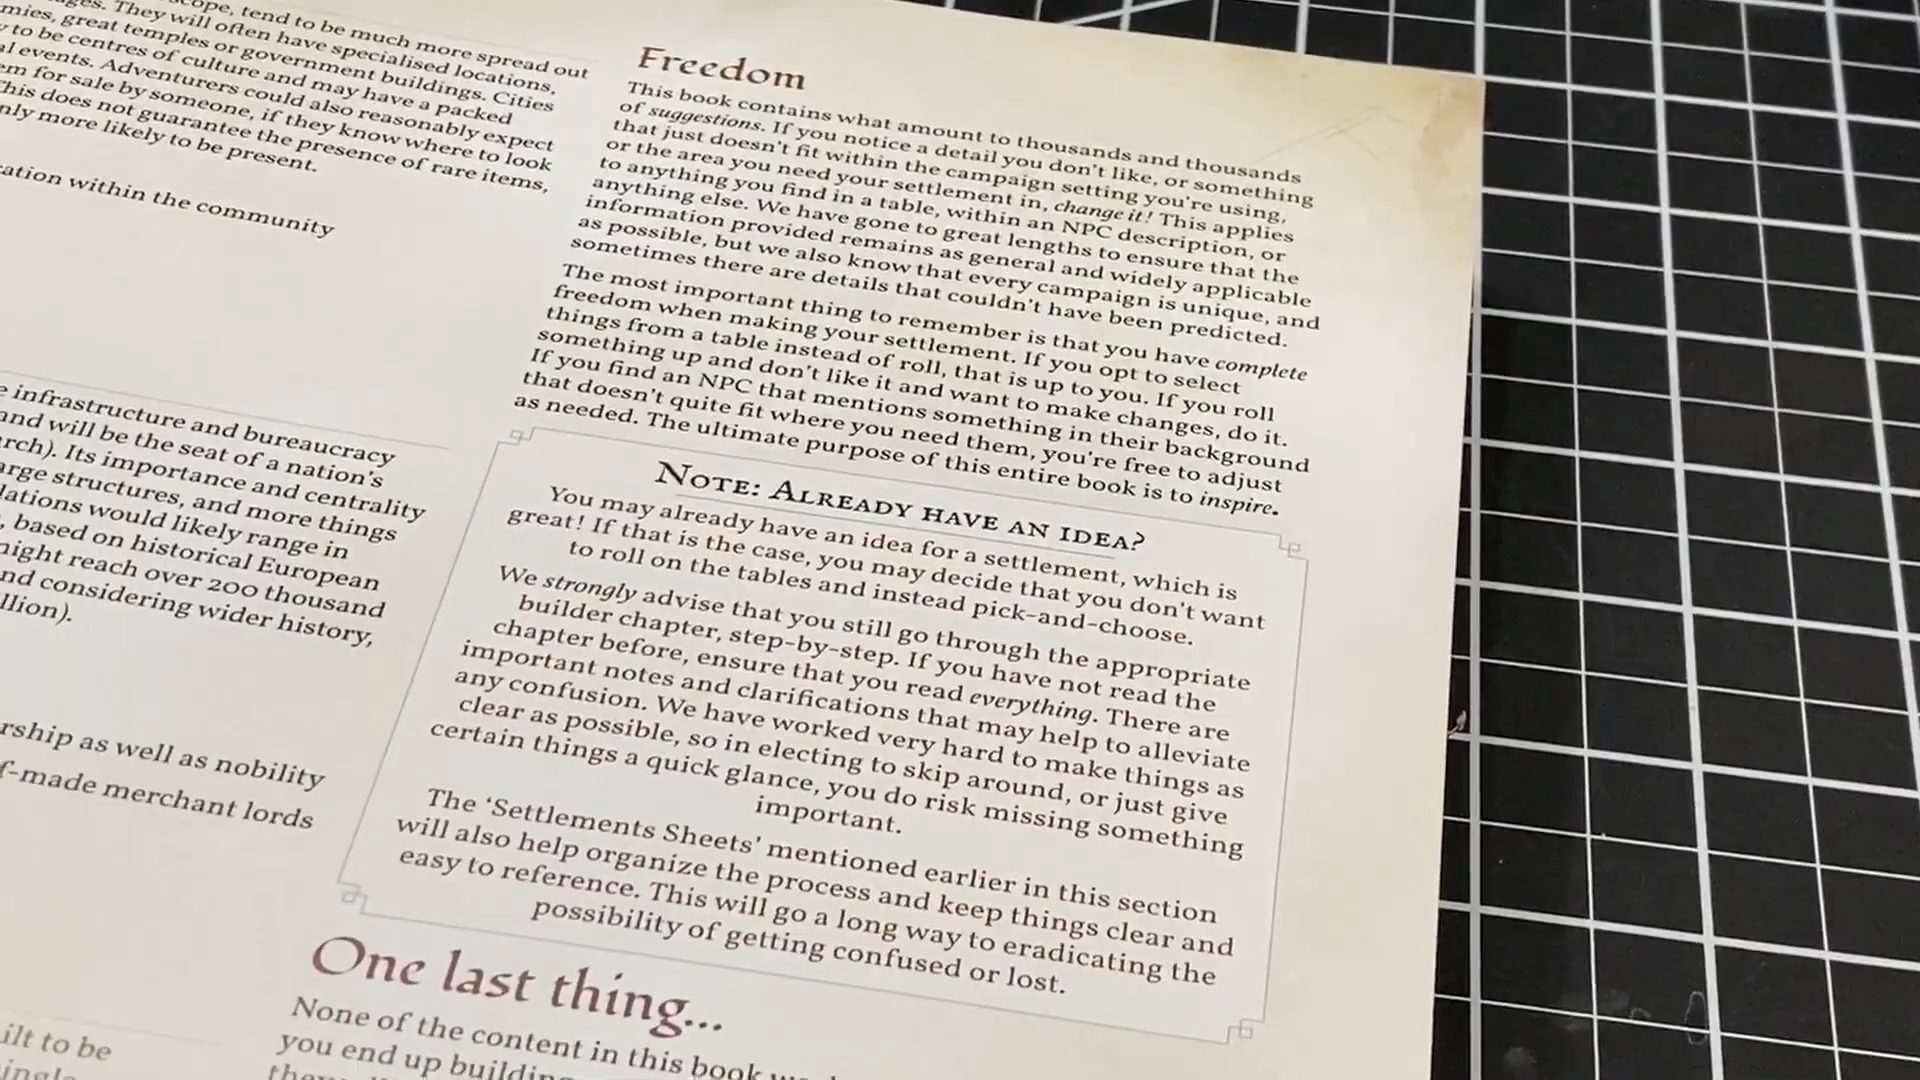 scope, tend to be much more spread out
They will often have specialised locations,
great temples or government buildings. Cities
to be centres of culture and may have a packed
events. Adventurers could also reasonably expect
for sale by someone, if they know where to look
this does not guarantee the presence of rare items,
only more likely to be present.
within the community
infrastructure and bureaucracy
and will be the seat of a nation's
Its importance and centrality
large structures, and more things
would likely range in
based on historical European
might reach over 200 thousand
and considering wider history,
as well as nobility
merchant lords
to be
Freedom
This book contains what amount to thousands and thousands
of suggestions. If you notice a detail you don't like, or something
that just doesn't fit within the campaign setting you're using,
or the area you need your settlement in, change it! This applies
to anything you find in a table, within an NPC description, or
anything else. We have gone to great lengths to ensure that the
information provided remains as general and widely applicable
as possible, but we also know that every campaign is unique, and
sometimes there are details that couldn't have been predicted.
The most important thing to remember is that you have complete
freedom when making your settlement. If you opt to select
things from a table instead of roll, that is up to you. If you roll
something up and don't like it and want to make changes, do it.
If you find an NPC that mentions something in their background
that doesn't quite fit where you need them, you're free to adjust
as needed. The ultimate purpose of this entire book is to inspire.
Note: Already have an idea?
You may already have an idea for a settlement, which is
great! If that is the case, you may decide that you don't want
to roll on the tables and instead pick-and-choose.
We strongly advise that you still go through the appropriate
builder chapter, step-by-step. If you have not read the
chapter before, ensure that you read everything. There are
important notes and clarifications that may help to alleviate
any confusion. We have worked very hard to make things as
clear as possible, so in electing to skip around, or just give
certain things a quick glance, you do risk missing something
important.
The 'Settlements Sheets' mentioned earlier in this section
will also help organize the process and keep things clear and
easy to reference. This will go a long way to eradicating the
possibility of getting confused or lost.
One last thing...
None of the content in this book
you end up building